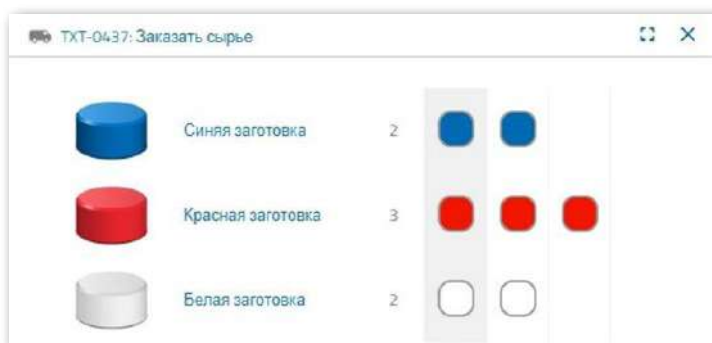 TXT-0437: Заказать сырье
Синяя заготовка 2
Красная заготовка 3
Белая заготовка 2